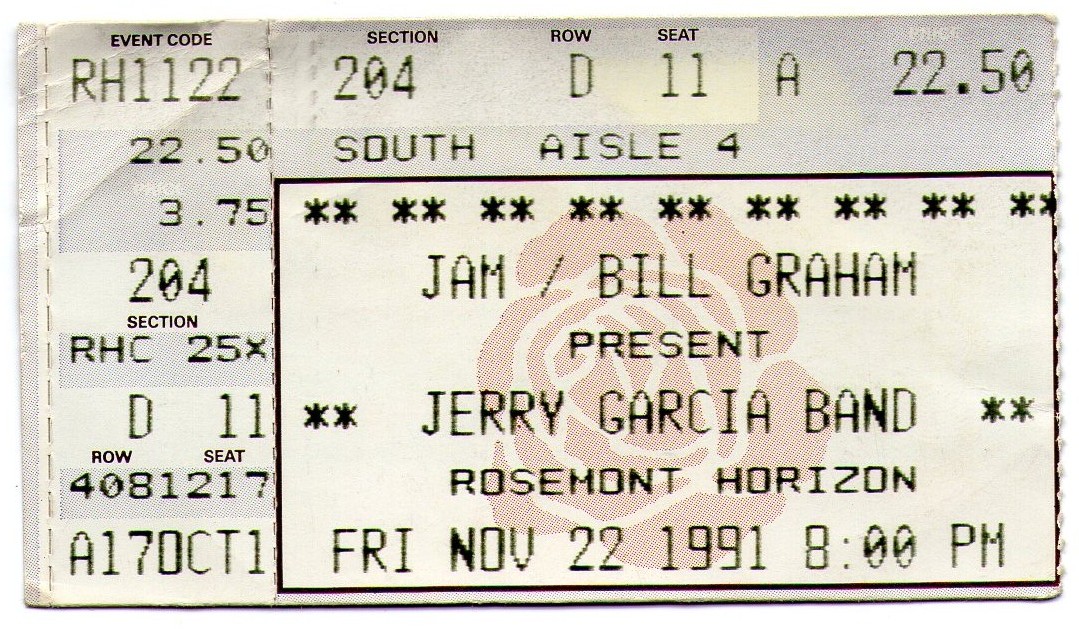 EVENT CODE
RH1122
22.50
3.75
204
SECTION
RHC 25X
D 11
ROW SEAT
4081217
A17OCT1
SECTION ROW SEAT
204 D 11 A 22.50
SOUTH AISLE 4
** ** ** ** ** ** ** ** **
JAM / BILL GRAHAM
PRESENT
** JERRY GARCIA BAND **
ROSEMONT HORIZON
FRI NOV 22 1991 8:00 PM